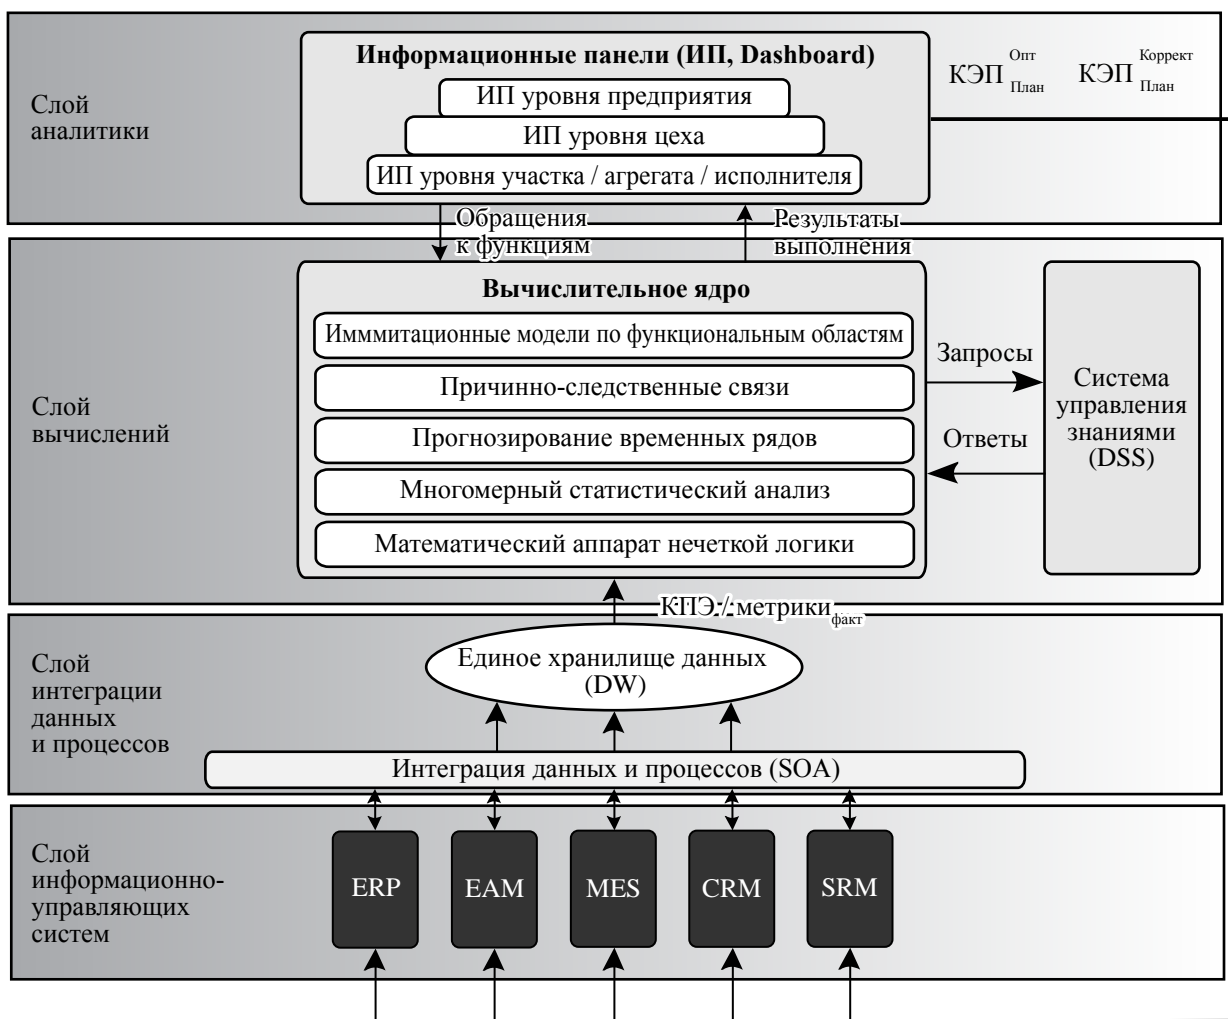 Информационные панели (ИП, Dashboard)
ИП уровня предприятия
ИП уровня цеха
ИП уровня участка / агрегата / исполнителя
КЭП Опт План
КЭП Коррект План
Слой
аналитики
Обращения
к функциям
Результаты
выполнения
Вычислительное ядро
Имммитационные модели по функциональным областям
Причинно-следственные связи
Прогнозирование временных рядов
Многомерный статистический анализ
Математический аппарат нечеткой логики
Слой
вычислений
Запросы
Ответы
Система
управления
знаниями
(DSS)
КПЭ / метрики факт
Слой
интеграции
данных
и процессов
Единое хранилище данных
(DW)
Интеграция данных и процессов (SOA)
Слой
информационно-
управляющих
систем
ERP
EAM
MES
CRM
SRM